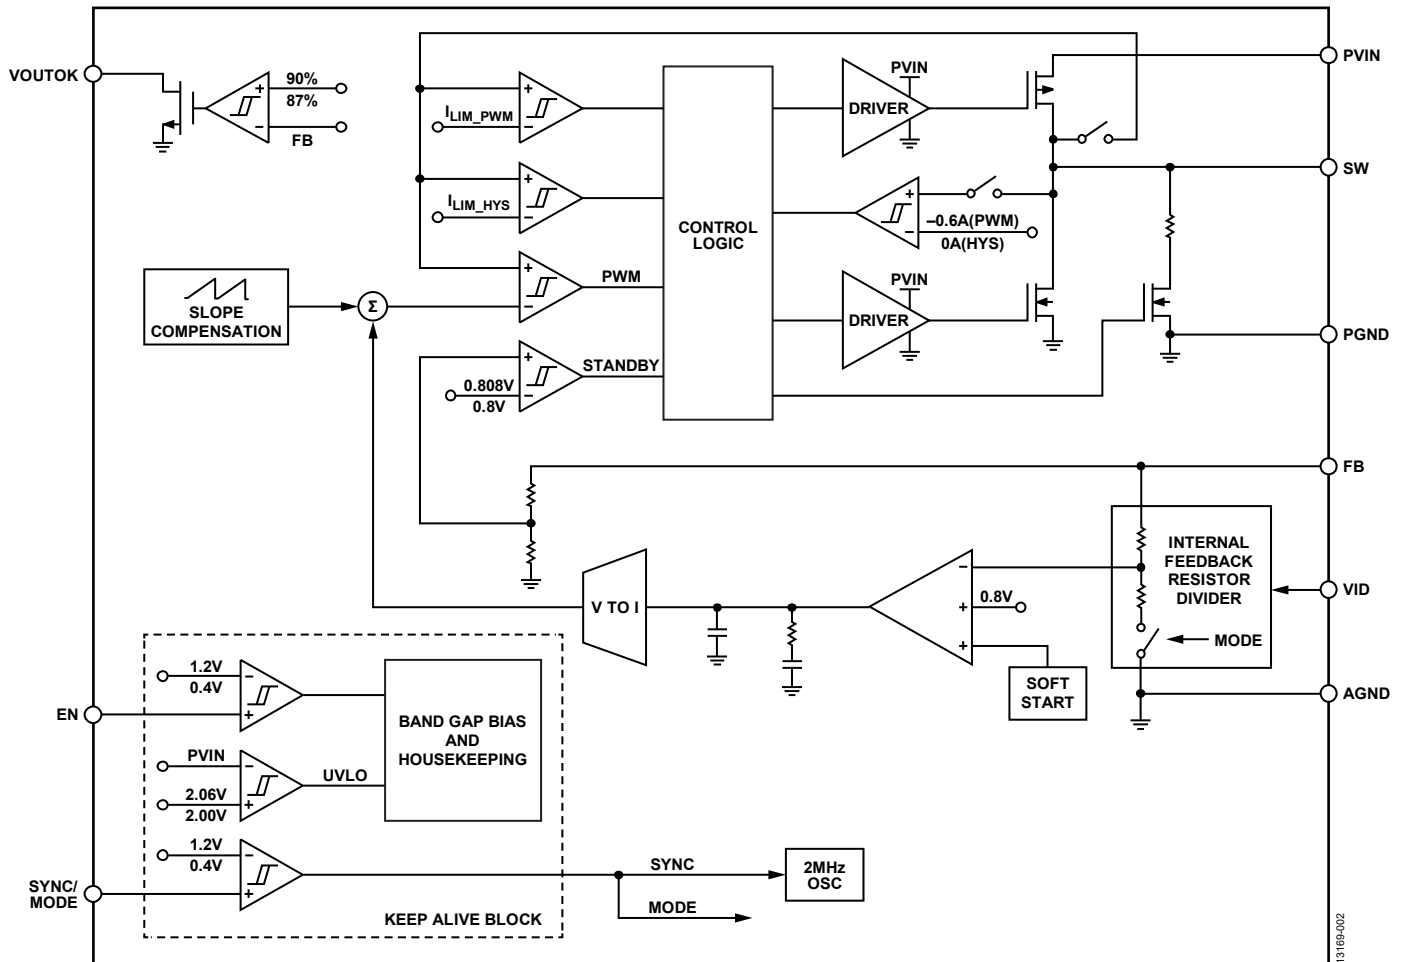 VOUTOK
90%
87%
FB
I_LIM_PWM
I_LIM_HYS
CONTROL
LOGIC
PVIN
DRIVER
PVIN
SW
–0.6A(PWM)
0A(HYS)
PVIN
DRIVER
PWM
SLOPE
COMPENSATION
Σ
STANDBY
0.808V
0.8V
PGND
FB
INTERNAL
FEEDBACK
RESISTOR
DIVIDER
MODE
VID
V TO I
0.8V
SOFT
START
AGND
1.2V
0.4V
EN
PVIN
UVLO
2.06V
2.00V
BAND GAP BIAS
AND
HOUSEKEEPING
1.2V
0.4V
SYNC/
MODE
KEEP ALIVE BLOCK
SYNC
MODE
2MHz
OSC
13169-002